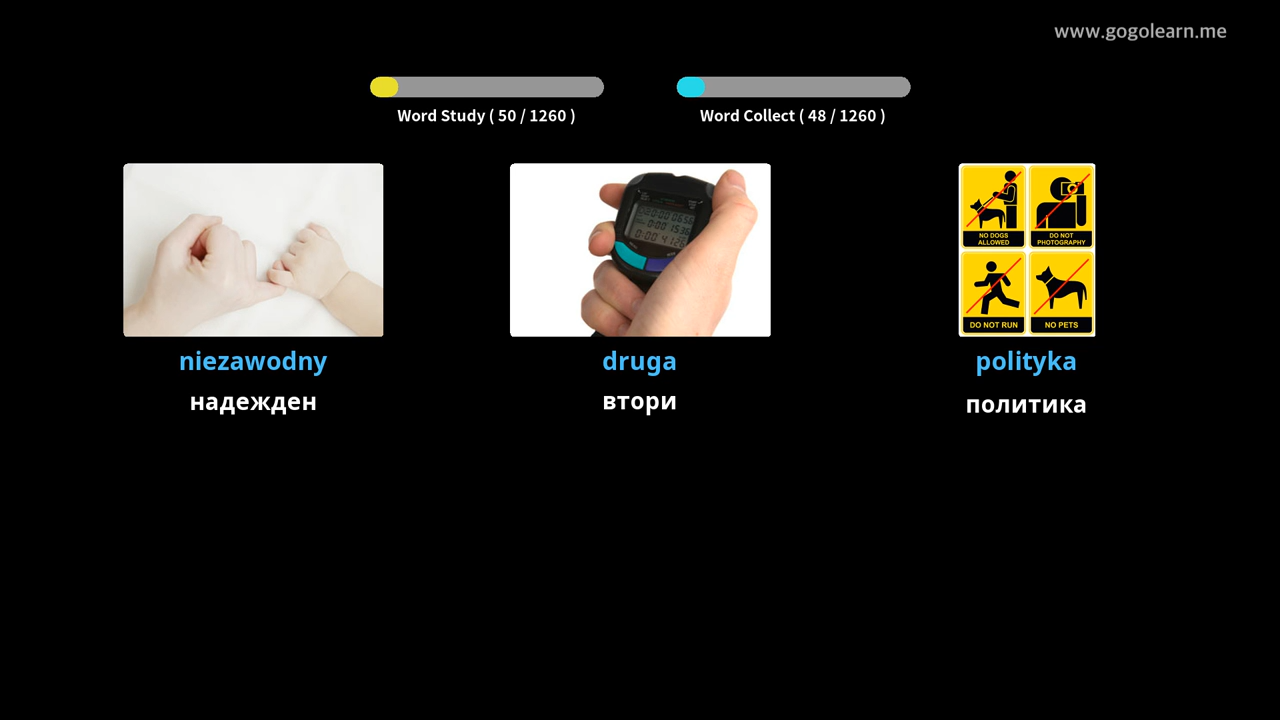 www.gogolearn.me
Word Study ( 50 / 1260 )
Word Collect ( 48 / 1260 )
NO DOGS
ALLOWED
DO NOT
PHOTOGRAPHY
DO NOT RUN
NO PETS
niezawodny
druga
polityka
надежден
втори
политика